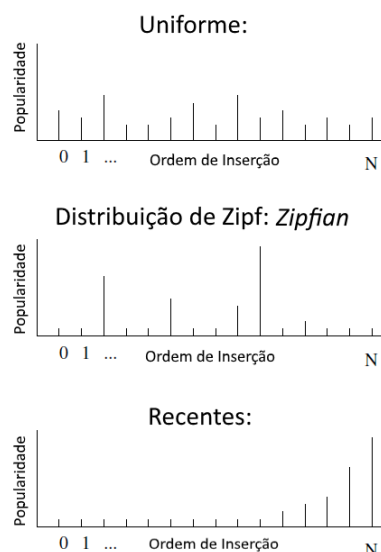 Uniforme:
Popularidade
0 1 ... Ordem de Inserção N
Distribuição de Zipf: Zipfian
Popularidade
0 1 ... Ordem de Inserção N
Recentes:
Popularidade
0 1 ... Ordem de Inserção N